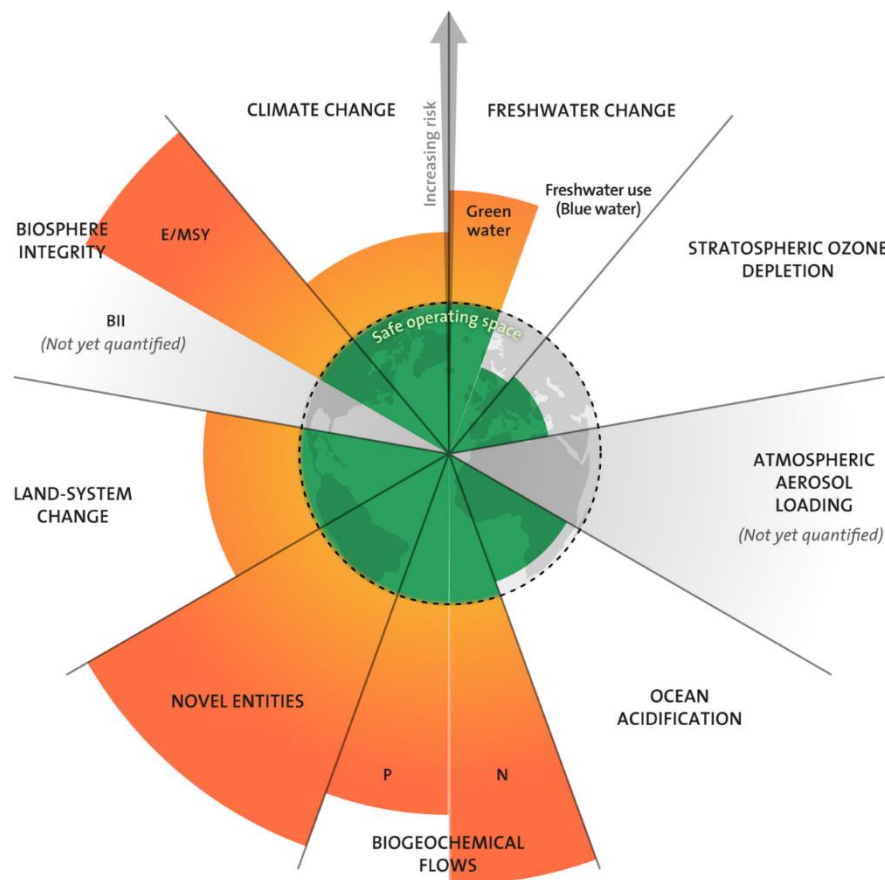 CLIMATE CHANGE
Increasing risk
FRESHWATER CHANGE
Green
water
Freshwater use
(Blue water)
STRATOSPHERIC OZONE
DEPLETION
BIOSPHERE
INTEGRITY
E/MSY
BII
(Not yet quantified)
Safe operating space
LAND-SYSTEM
CHANGE
ATMOSPHERIC
AEROSOL
LOADING
(Not yet quantified)
NOVEL ENTITIES
OCEAN
ACIDIFICATION
P
N
BIOGEOCHEMICAL
FLOWS